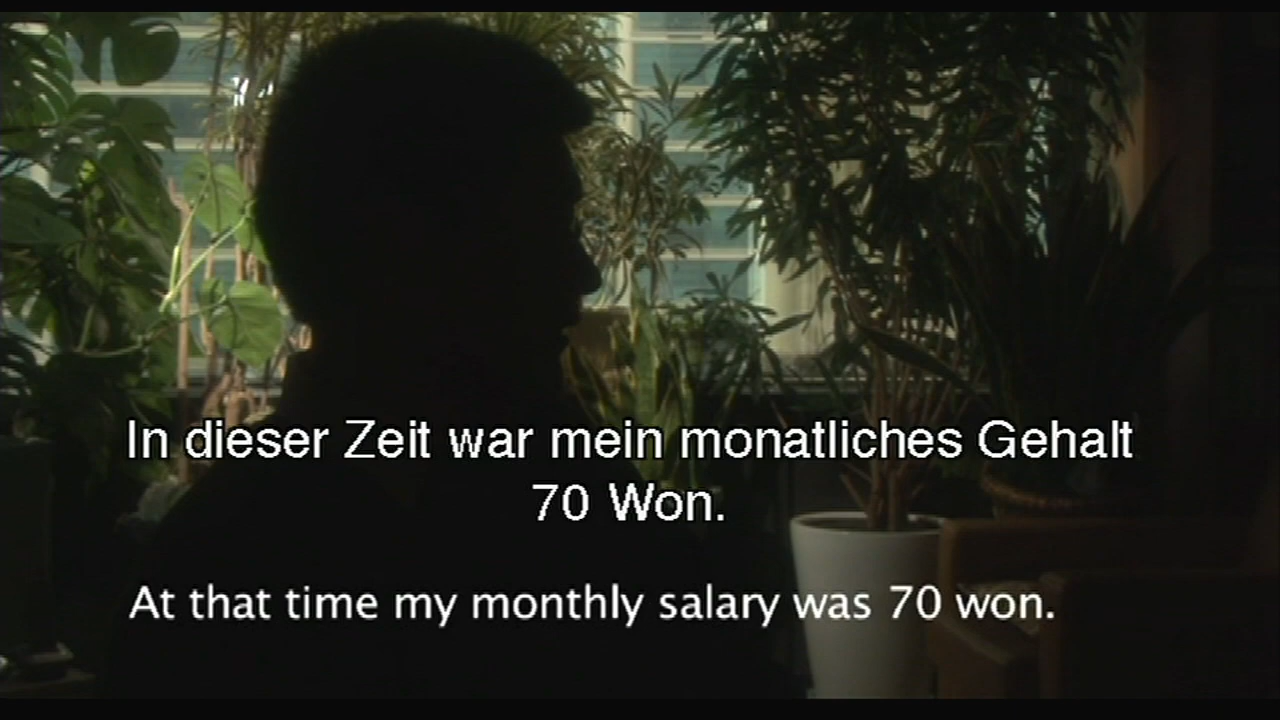 In dieser Zeit war mein monatliches Gehalt
70 Won.
At that time my monthly salary was 70 won.